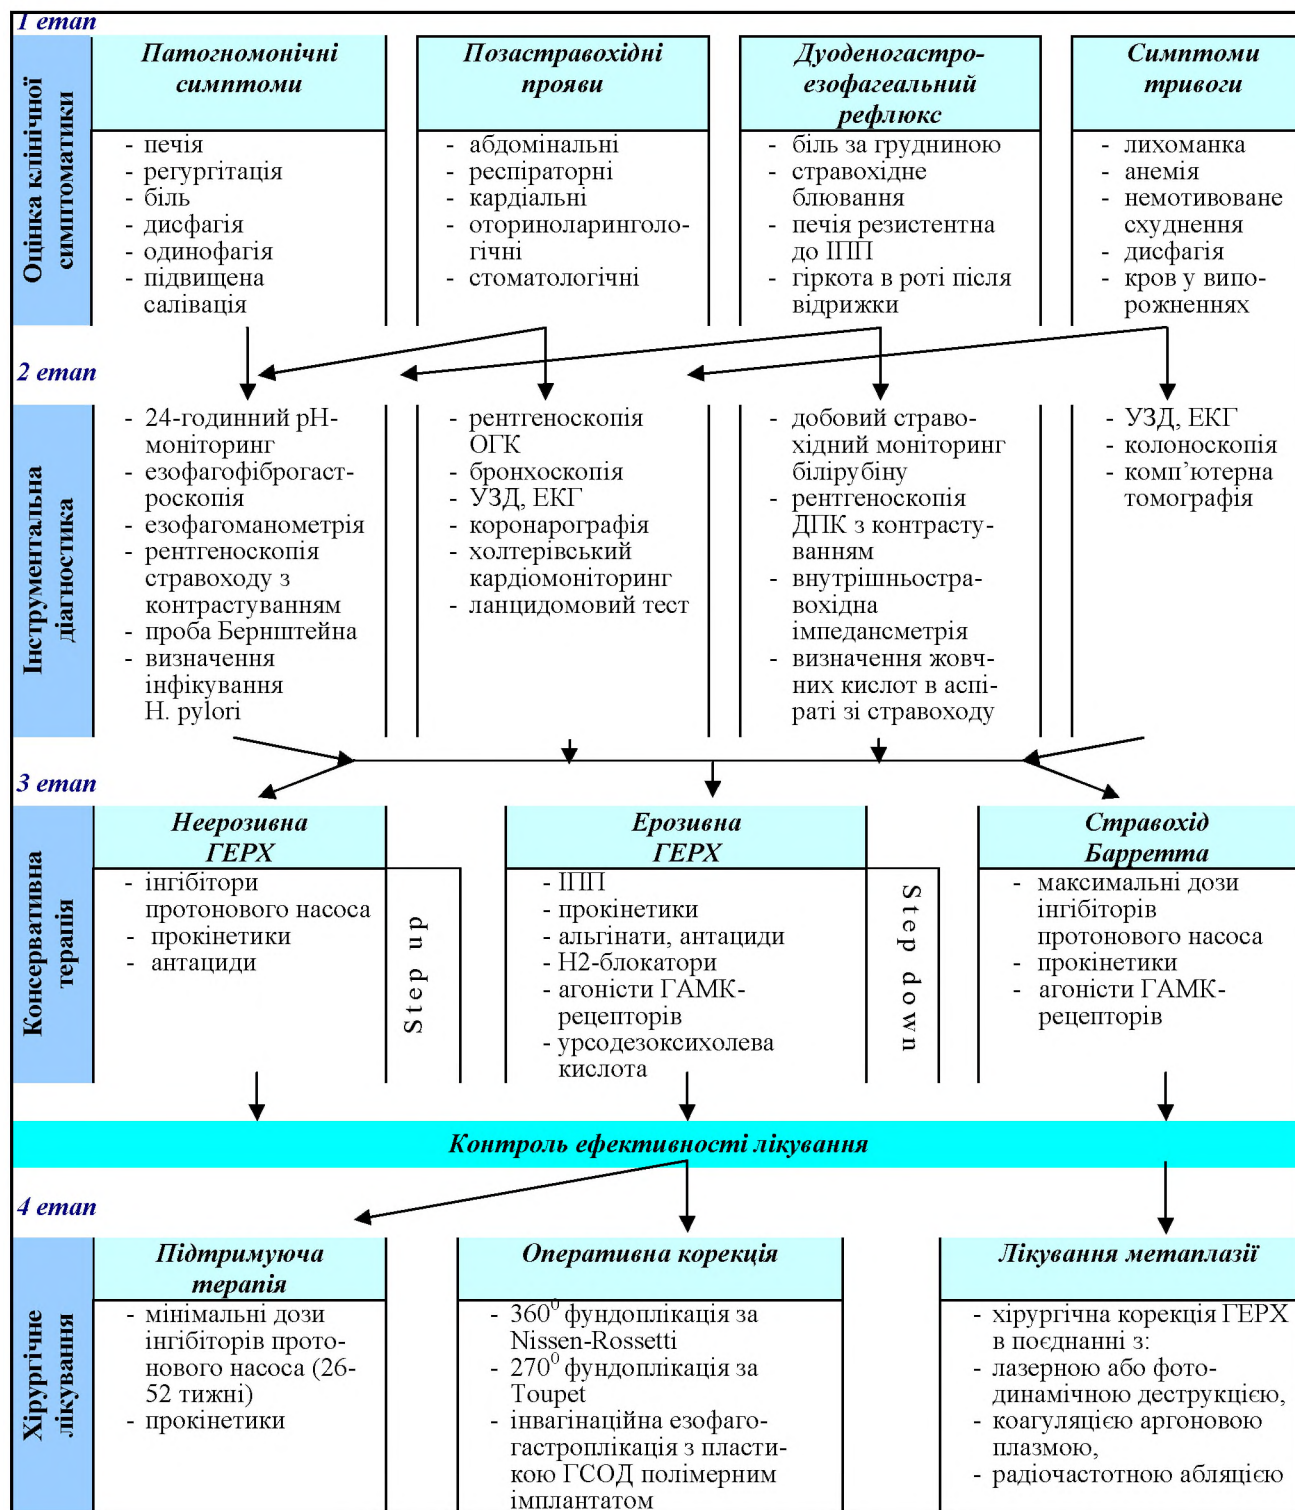 1 етап
Оцінка клінічної
симптоматики
Патогномонічні
симптоми
- печія
- регургітація
- біль
- дисфагія
- одинофагія
- підвищена
салівація
Позастравохідні
прояви
- абдомінальні
- респіраторні
- кардіальні
- оториноларинголо-
гічні
- стоматологічні
Дуоденогастро-
езофагеальний
рефлюкс
- біль за грудниною
- стравохідне
блювання
- печія резистентна
до ІПП
- гіркота в роті після
відрижки
Симптоми
тривоги
- лихоманка
- анемія
- немотивоване
схуднення
- дисфагія
- кров у випо-
рожненнях
2 етап
Інструментальна
діагностика
- 24-годинний pH-
моніторинг
- езофагофіброгаст-
роскопія
- езофагоманометрія
- рентгеноскопія
стравоходу з
контрастуванням
- проба Бернштейна
- визначення
інфікування
H. pylori
- рентгеноскопія
ОГК
- бронхоскопія
- УЗД, ЕКГ
- коронарографія
- холтерівський
кардіомоніторинг
- ланцидомовий тест
- добовий страво-
хідний моніторинг
білірубіну
- рентгеноскопія
ДПК з контрасту-
ванням
- внутрішньостра-
вохідна
імпедансметрія
- визначення жовч-
них кислот в аспі-
раті зі стравоходу
- УЗД, ЕКГ
- колоноскопія
- комп’ютерна
томографія
3 етап
Консервативна
терапія
Неерозивна
ГЕРХ
- інгібітори
протонового насоса
- прокінетики
- антациди
Step up
Ерозивна
ГЕРХ
- ІПП
- прокінетики
- альгінати, антациди
- Н2-блокатори
- агоністи ГАМК-
рецепторів
- урсодезоксихолева
кислота
Step down
Стравохід
Барретта
- максимальні дози
інгібіторів
протонового насоса
- прокінетики
- агоністи ГАМК-
рецепторів
Контроль ефективності лікування
4 етап
Хірургічне
лікування
Підтримуюча
терапія
- мінімальні дози
інгібіторів прото-
нового насоса (26-
52 тижні)
- прокінетики
Оперативна корекція
- 360⁰ фундоплікація за
Nissen-Rossetti
- 270⁰ фундоплікація за
Toupet
- інвагінаційна езофаго-
гастроплікація з пласти-
кою ГСОД полімерним
імплантатом
Лікування метаплазії
- хірургічна корекція ГЕРХ
в поєднанні з:
- лазерною або фото-
динамічною деструкцією,
- коагуляцією аргоновою
плазмою,
- радіочастотною абляцією